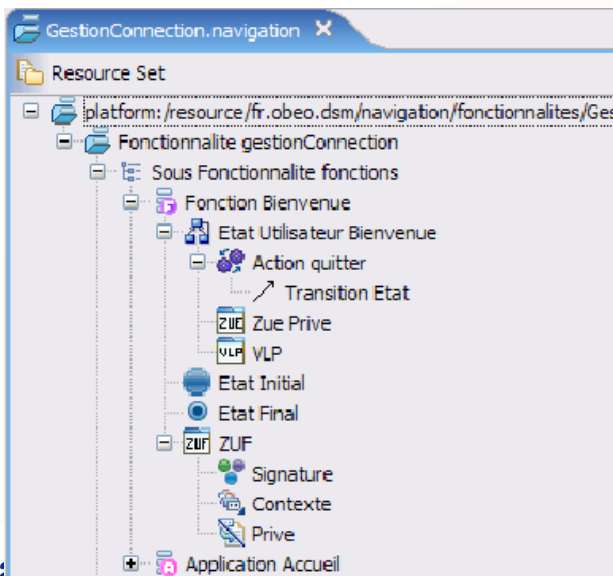 GestionConnection.navigation
Resource Set
platform:/resource/fr.obeo.dsm/navigation/fonctionnalites/Ges
Fonctionnalite gestionConnection
Sous Fonctionnalite fonctions
Fonction Bienvenue
Etat Utilisateur Bienvenue
Action quitter
Transition Etat
ZUE Zue Prive
VLP VLP
Etat Initial
Etat Final
ZUF ZUF
Signature
Contexte
Prive
Application Accueil